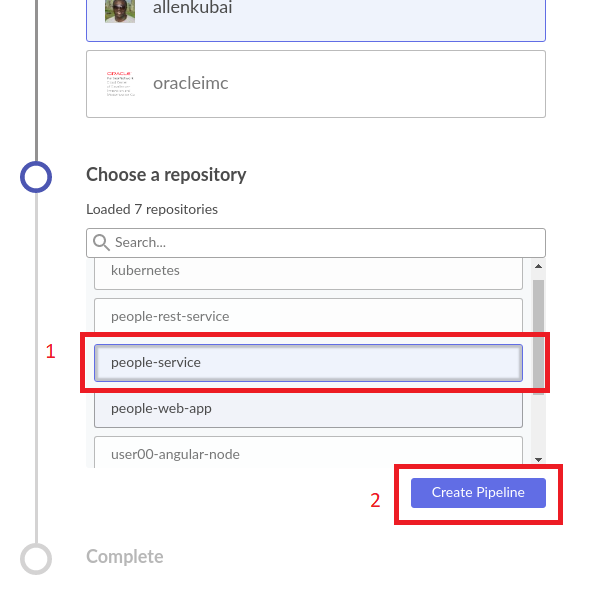 allenkubai
ORACLE
oracleimc
Choose a repository
Loaded 7 repositories
Search...
kubernetes
people-rest-service
1
people-service
people-web-app
user00-angular-node
2
Create Pipeline
Complete